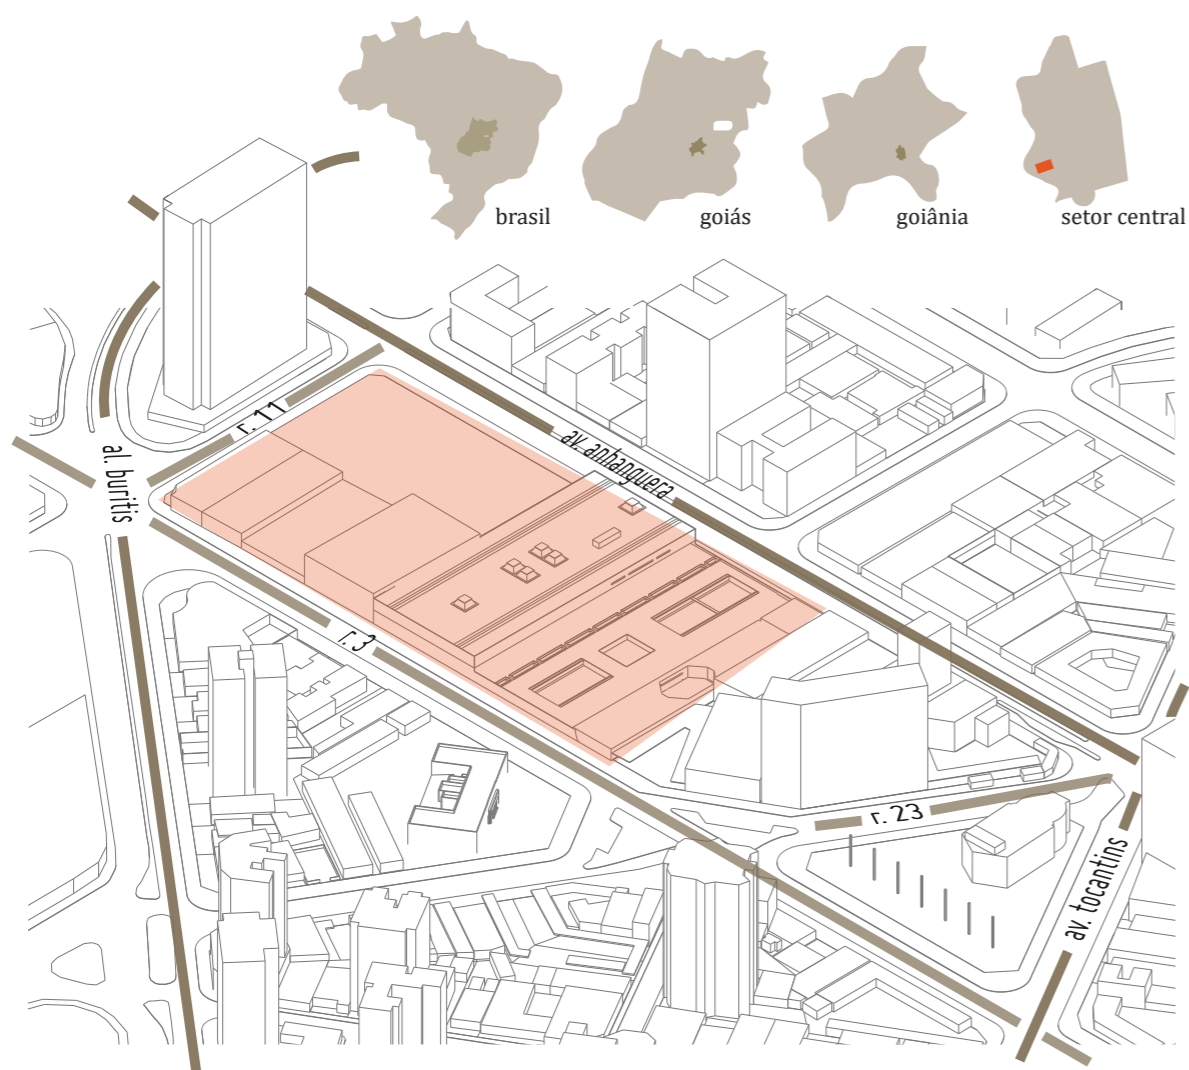 brasil
goiás
goiânia
setor central
r. 11
al. buritis
av. anhanguera
r. 3
r. 23
av. tocantins